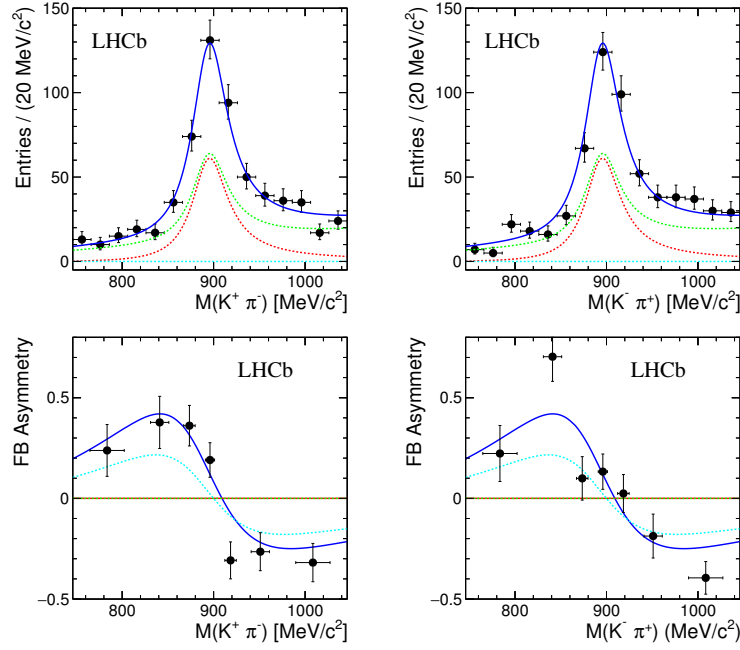 Entries / (20 MeV/c²)
150
100
50
0
LHCb
800
900
1000
M(K⁺ π⁻) [MeV/c²]
Entries / (20 MeV/c²)
150
100
50
0
LHCb
800
900
1000
M(K⁻ π⁺) [MeV/c²]
FB Asymmetry
0.5
0
−0.5
LHCb
800
900
1000
M(K⁺ π⁻) [MeV/c²]
FB Asymmetry
0.5
0
−0.5
LHCb
800
900
1000
M(K⁻ π⁺) (MeV/c²)